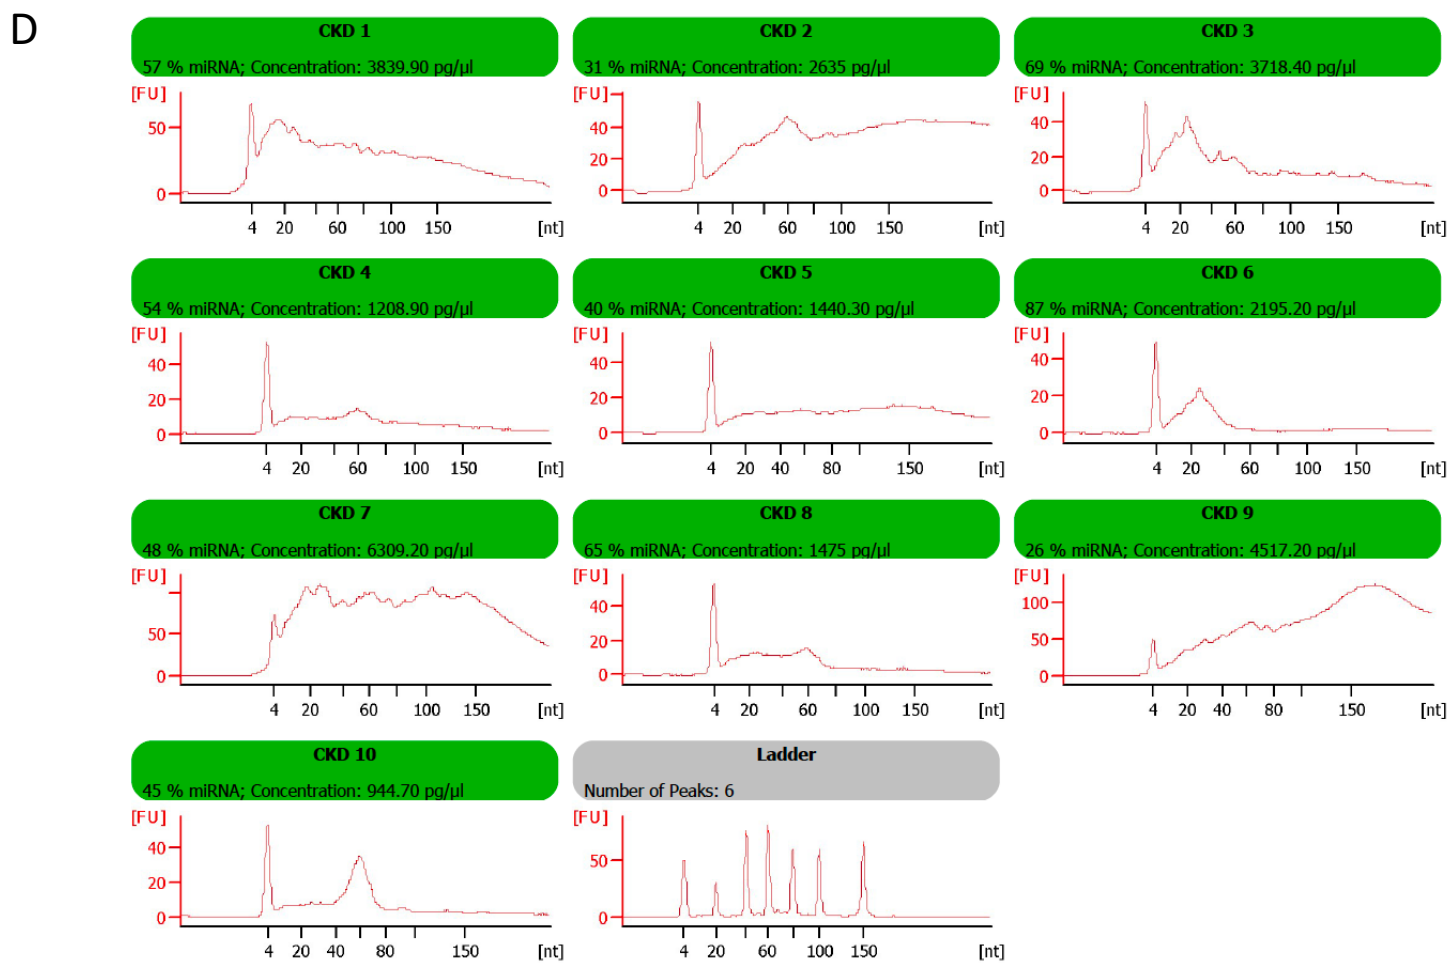 D
CKD 1
57 % miRNA; Concentration: 3839.90 pg/µl
[FU]
50
0
4 20 60 100 150 [nt]
CKD 2
31 % miRNA; Concentration: 2635 pg/µl
[FU]
40
20
0
4 20 60 100 150 [nt]
CKD 3
69 % miRNA; Concentration: 3718.40 pg/µl
[FU]
40
20
0
4 20 60 100 150 [nt]
CKD 4
54 % miRNA; Concentration: 1208.90 pg/µl
[FU]
40
20
0
4 20 60 100 150 [nt]
CKD 5
40 % miRNA; Concentration: 1440.30 pg/µl
[FU]
40
20
0
4 20 40 80 150 [nt]
CKD 6
87 % miRNA; Concentration: 2195.20 pg/µl
[FU]
40
20
0
4 20 60 100 150 [nt]
CKD 7
48 % miRNA; Concentration: 6309.20 pg/µl
[FU]
50
0
4 20 60 100 150 [nt]
CKD 8
65 % miRNA; Concentration: 1475 pg/µl
[FU]
40
20
0
4 20 60 100 150 [nt]
CKD 9
26 % miRNA; Concentration: 4517.20 pg/µl
[FU]
100
50
0
4 20 40 80 150 [nt]
CKD 10
45 % miRNA; Concentration: 944.70 pg/µl
[FU]
40
20
0
4 20 40 80 150 [nt]
Ladder
Number of Peaks: 6
[FU]
50
0
4 20 60 100 150 [nt]